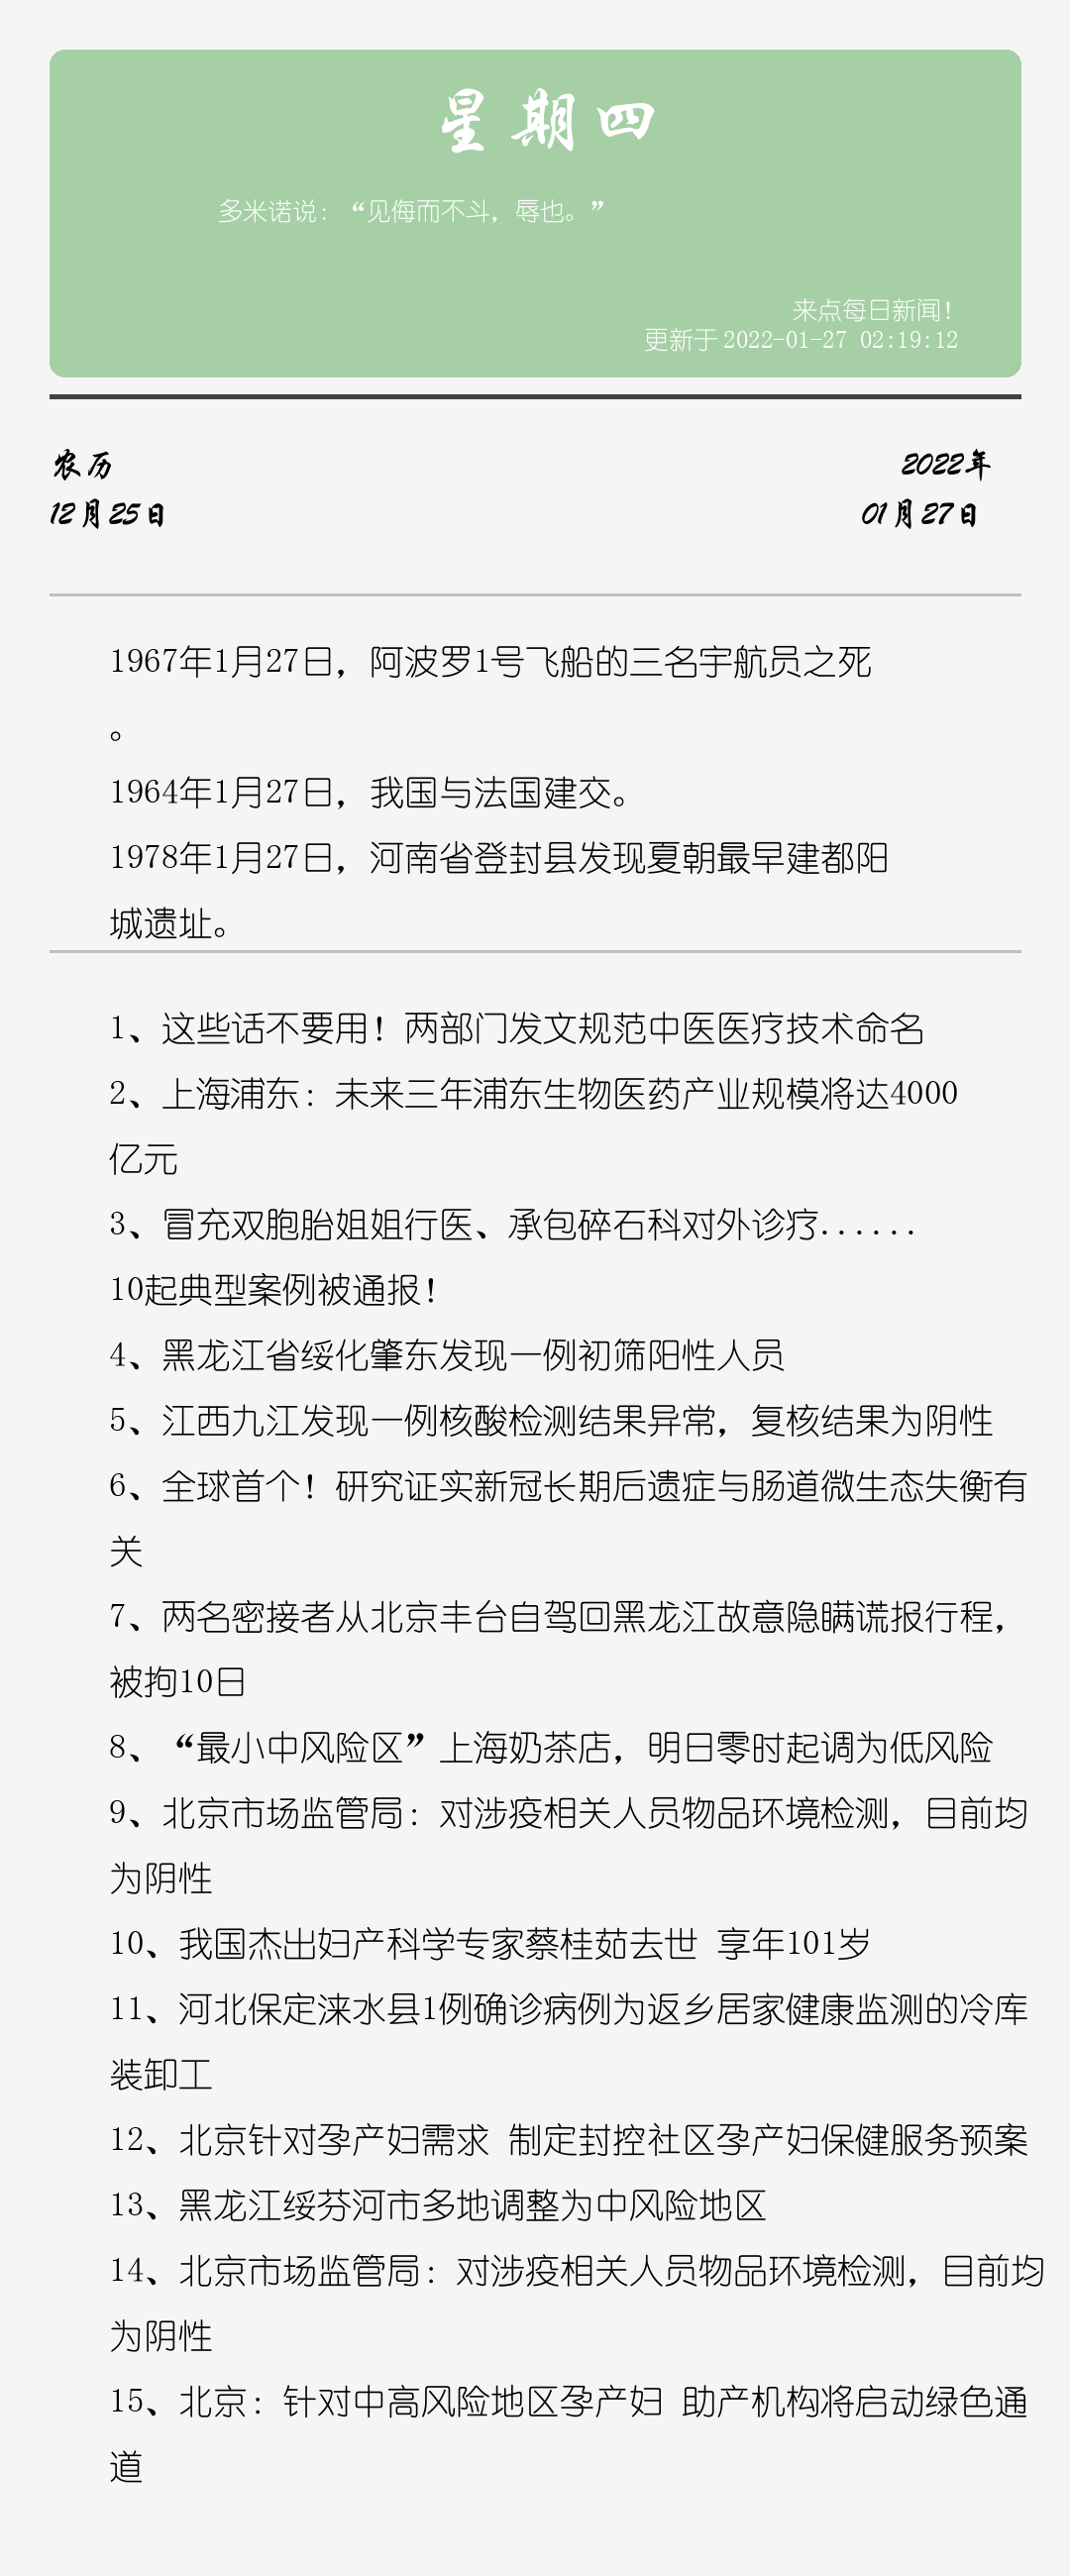 星期四
多米诺说：“见侮而不斗，辱也。”
来点每日新闻！
更新于 2022-01-27 02:19:12
农历
2022年
12月25日
01月27日
1967年1月27日，阿波罗1号飞船的三名宇航员之死
。
1964年1月27日，我国与法国建交。
1978年1月27日，河南省登封县发现夏朝最早建都阳
城遗址。
1、这些话不要用！两部门发文规范中医医疗技术命名
2、上海浦东：未来三年浦东生物医药产业规模将达4000
亿元
3、冒充双胞胎姐姐行医、承包碎石科对外诊疗......
10起典型案例被通报！
4、黑龙江省绥化肇东发现一例初筛阳性人员
5、江西九江发现一例核酸检测结果异常，复核结果为阴性
6、全球首个！研究证实新冠长期后遗症与肠道微生态失衡有
关
7、两名密接者从北京丰台自驾回黑龙江故意隐瞒谎报行程，
被拘10日
8、“最小中风险区”上海奶茶店，明日零时起调为低风险
9、北京市场监管局：对涉疫相关人员物品环境检测，目前均
为阴性
10、我国杰出妇产科学专家蔡桂茹去世 享年101岁
11、河北保定涞水县1例确诊病例为返乡居家健康监测的冷库
装卸工
12、北京针对孕产妇需求 制定封控社区孕产妇保健服务预案
13、黑龙江绥芬河市多地调整为中风险地区
14、北京市场监管局：对涉疫相关人员物品环境检测，目前均
为阴性
15、北京：针对中高风险地区孕产妇 助产机构将启动绿色通
道